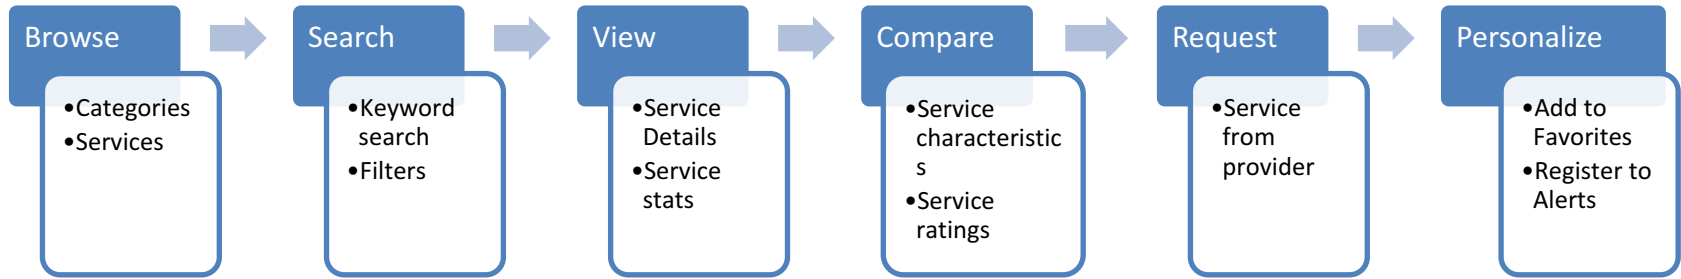 Browse
•Categories
•Services
Search
•Keyword
search
•Filters
View
•Service
Details
•Service
stats
Compare
•Service
characteristic
s
•Service
ratings
Request
•Service
from
provider
Personalize
•Add to
Favorites
•Register to
Alerts